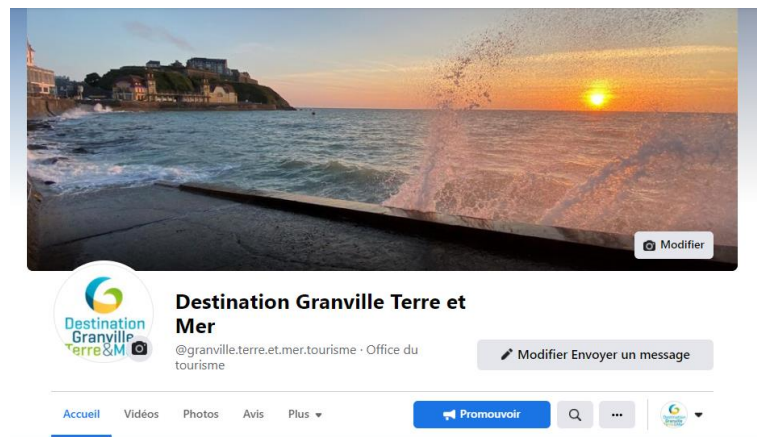 Modifier
Destination
Granville
Terre&M
Destination Granville Terre et
Mer
@granville.terre.et.mer.tourisme · Office du
tourisme
Modifier Envoyer un message
Accueil Vidéos Photos Avis Plus
Promouvoir